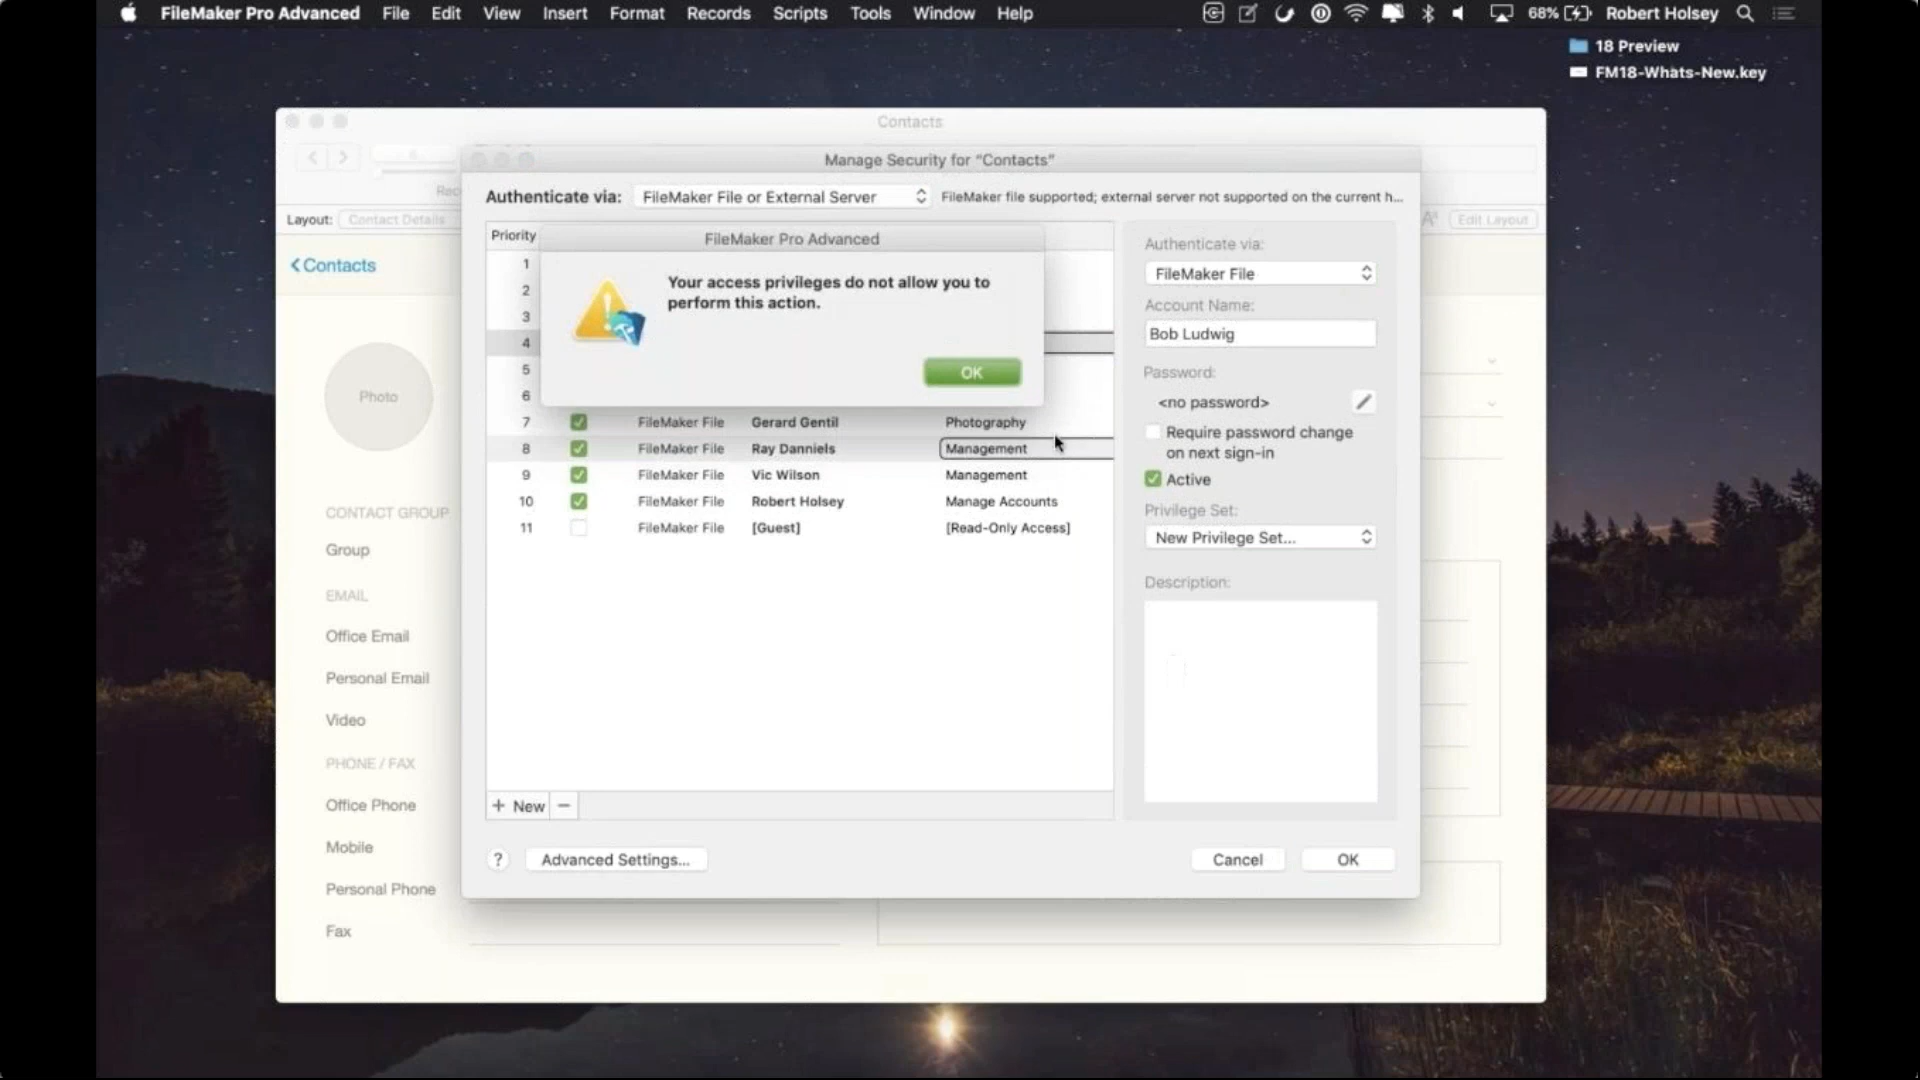 FileMaker Pro Advanced File Edit View Insert Format Records Scripts Tools Window Help 68% Robert Holsey
18 Preview
FM18-Whats-New.key
Contacts
Manage Security for “Contacts”
Authenticate via: FileMaker File or External Server FileMaker file supported; external server not supported on the current h...
Layout: Contact Details Edit Layout
<Contacts
Priority
FileMaker Pro Advanced
Your access privileges do not allow you to
perform this action.
OK
1
2
3
4
5
6
7 FileMaker File Gerard Gentil Photography
8 FileMaker File Ray Danniels Management
9 FileMaker File Vic Wilson Management
10 FileMaker File Robert Holsey Manage Accounts
11 FileMaker File [Guest] [Read-Only Access]
+ New −
Authenticate via:
FileMaker File
Account Name:
Bob Ludwig
Password:
<no password>
Require password change
on next sign-in
Active
Privilege Set:
New Privilege Set...
Description:
? Advanced Settings... Cancel OK
Photo
CONTACT GROUP
Group
EMAIL
Office Email
Personal Email
Video
PHONE / FAX
Office Phone
Mobile
Personal Phone
Fax